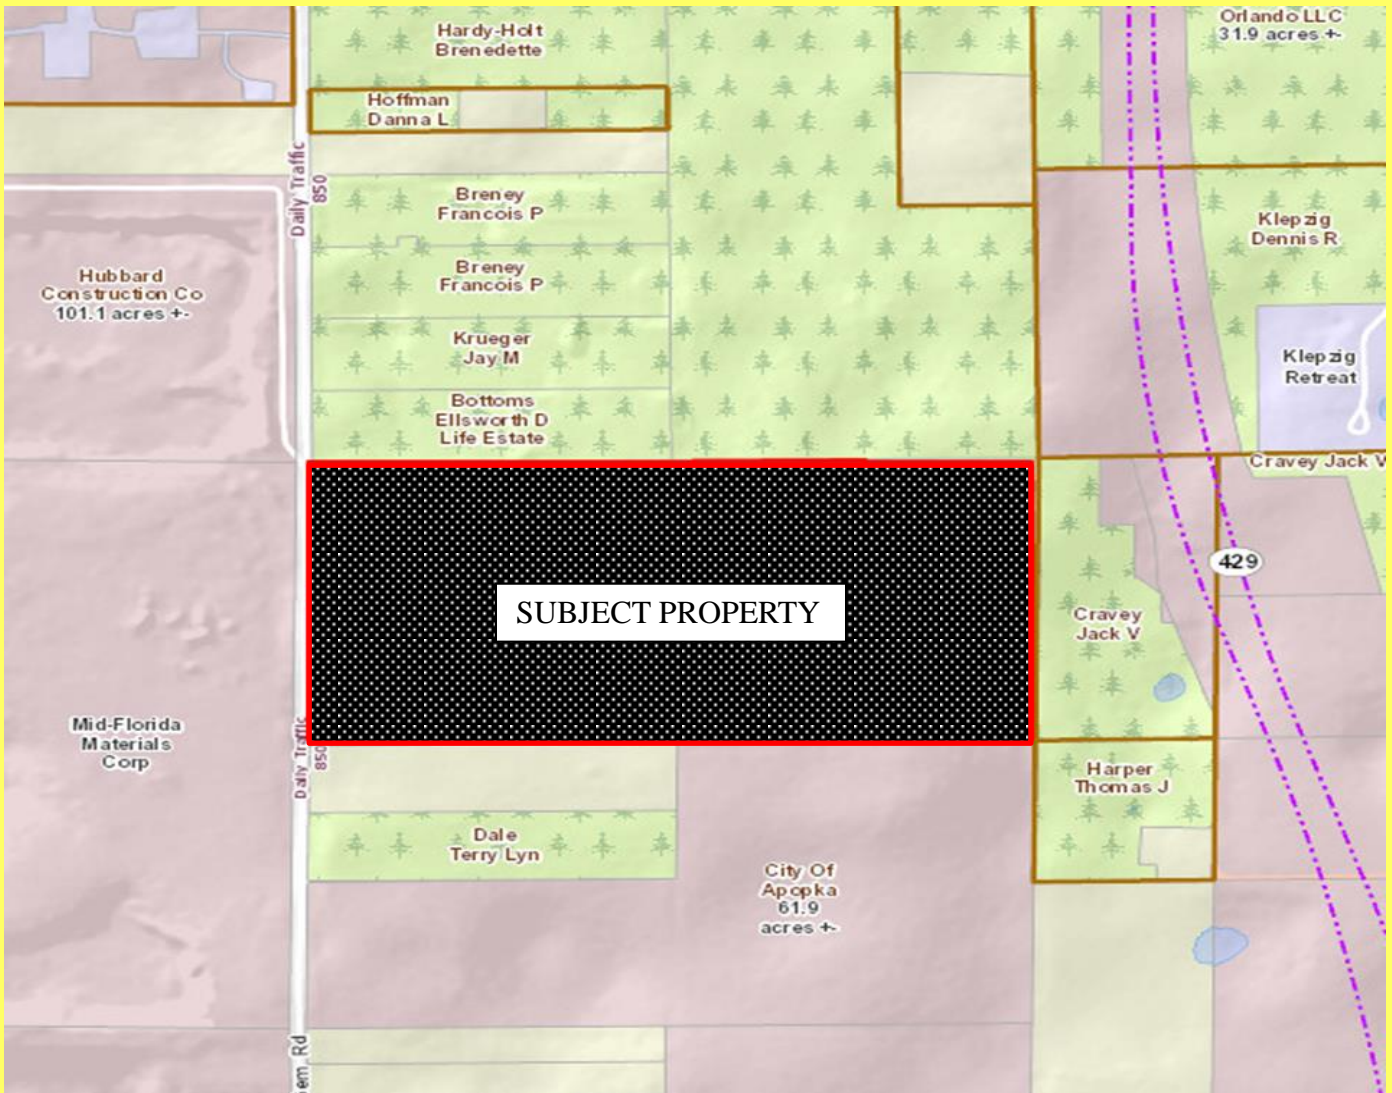 Hardy-Holt
Brenedette
Orlando LLC
31.9 acres +-
Hoffman
Danna L
Daily Traffic
850
Breney
Francois P
Klepzig
Dennis R
Hubbard
Construction Co
101.1 acres +-
Breney
Francois P
Krueger
Jay M
Klepzig
Retreat
Bottoms
Ellsworth D
Life Estate
Cravey Jack V
429
SUBJECT PROPERTY
Cravey
Jack V
Mid-Florida
Materials
Corp
Daily Traffic
850
Harper
Thomas J
Dale
Terry Lyn
City Of
Apopka
61.9
acres +-
Rd